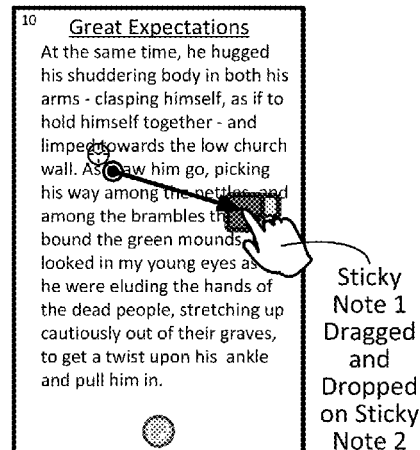 10
Great Expectations
At the same time, he hugged
his shuddering body in both his
arms - clasping himself, as if to
hold himself together - and
limped towards the low church
wall. As aw him go, picking
his way among the nettles, and
among the brambles th
bound the green mounds
looked in my young eyes as
he were eluding the hands of
the dead people, stretching up
cautiously out of their graves,
to get a twist upon his ankle
and pull him in.
Sticky
Note 1
Dragged
and
Dropped
on Sticky
Note 2